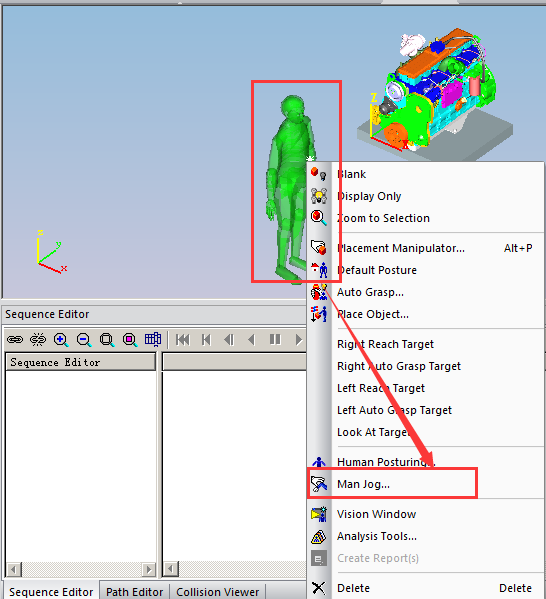 Z
X
Z
Y
X
Blank
Display Only
Zoom to Selection
Placement Manipulator... Alt+P
Default Posture
Auto Grasp...
Place Object...
Right Reach Target
Right Auto Grasp Target
Left Reach Target
Left Auto Grasp Target
Look At Target
Human Posturing...
Man Jog...
Vision Window
Analysis Tools...
Create Report(s)
Delete Delete
Sequence Editor
Sequence Editor
Sequence Editor Path Editor Collision Viewer